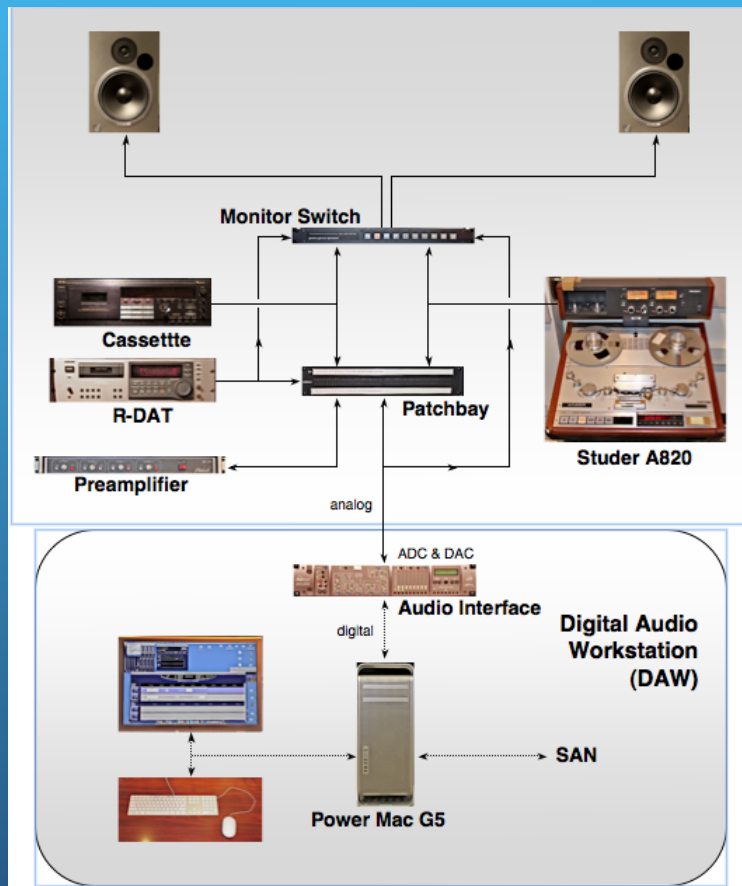 Monitor Switch
Cassettte
R-DAT
Patchbay
Studer A820
Preamplifier
analog
ADC & DAC
Audio Interface
digital
Digital Audio
Workstation
(DAW)
SAN
Power Mac G5